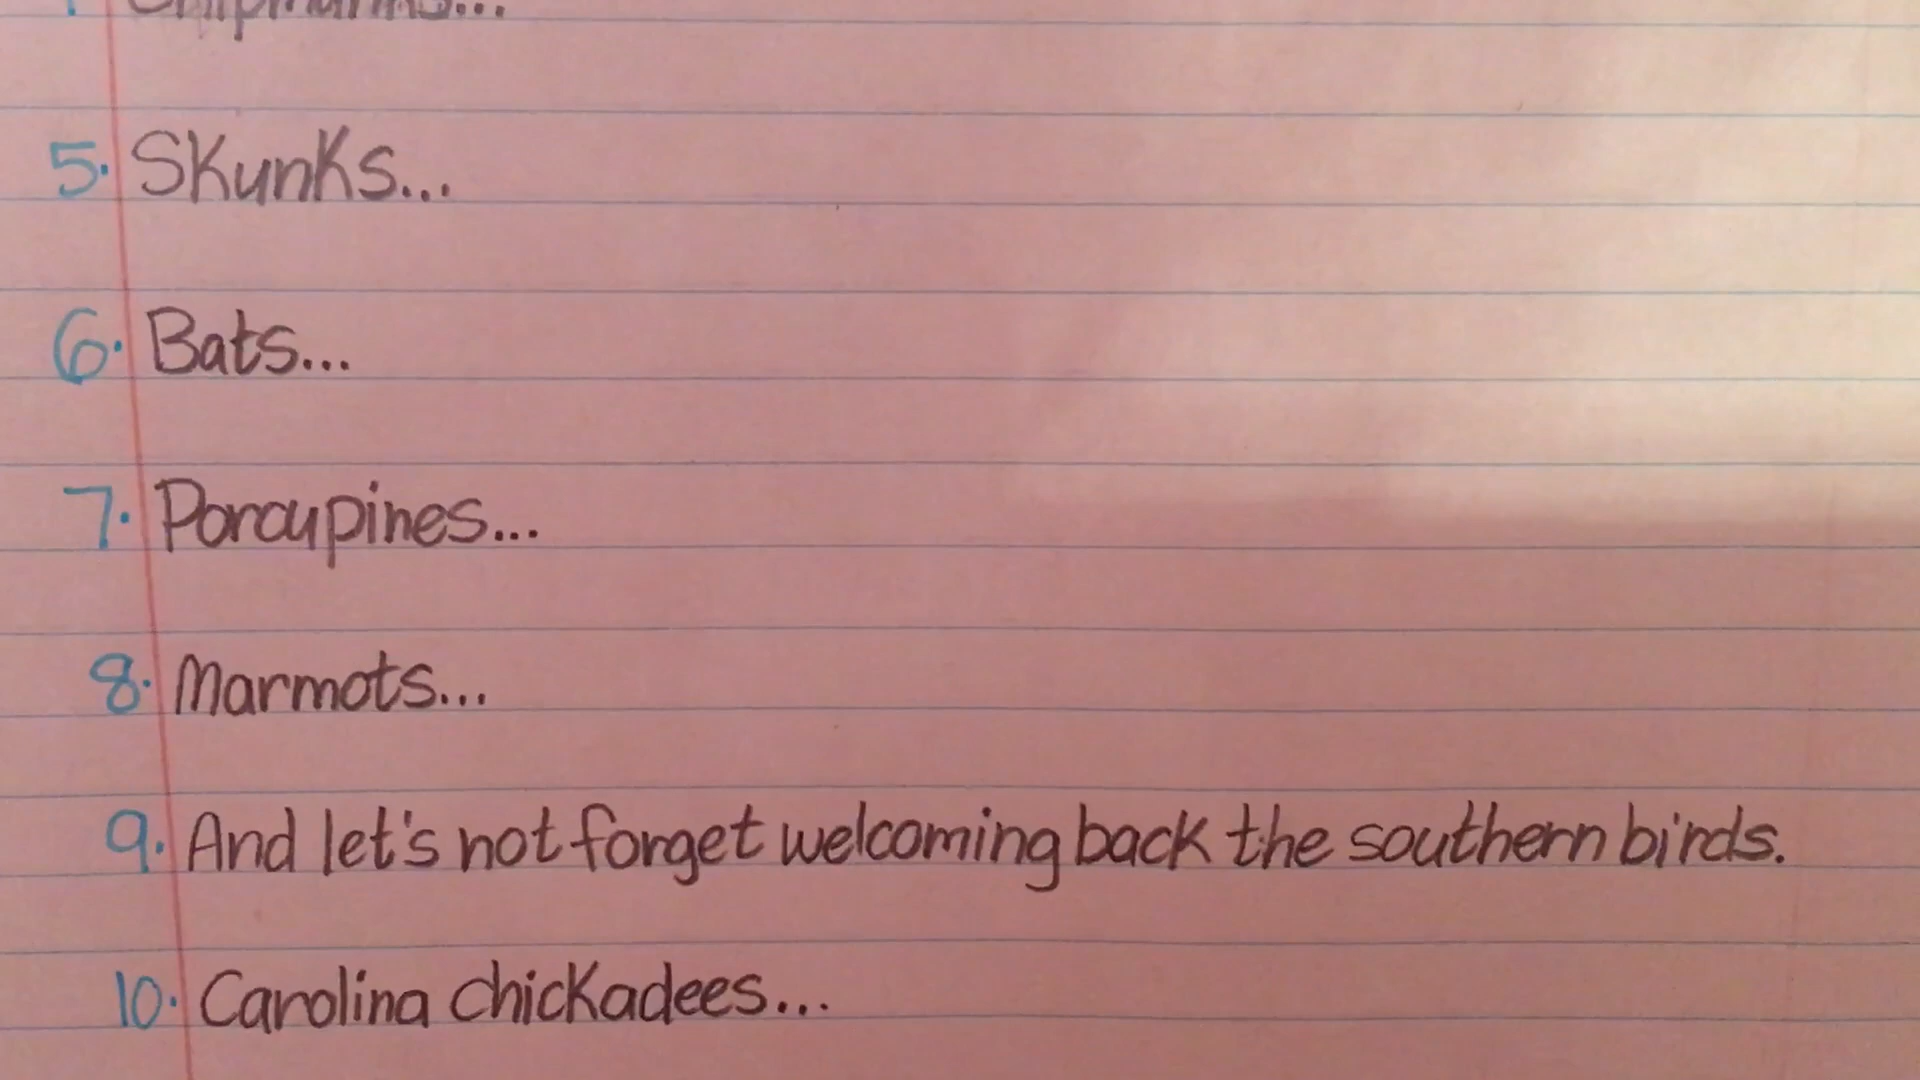 Chipmunks...
5. Skunks...
6. Bats...
7. Porcupines...
8. Marmots...
9. And let's not forget welcoming back the southern birds.
10. Carolina chickadees...